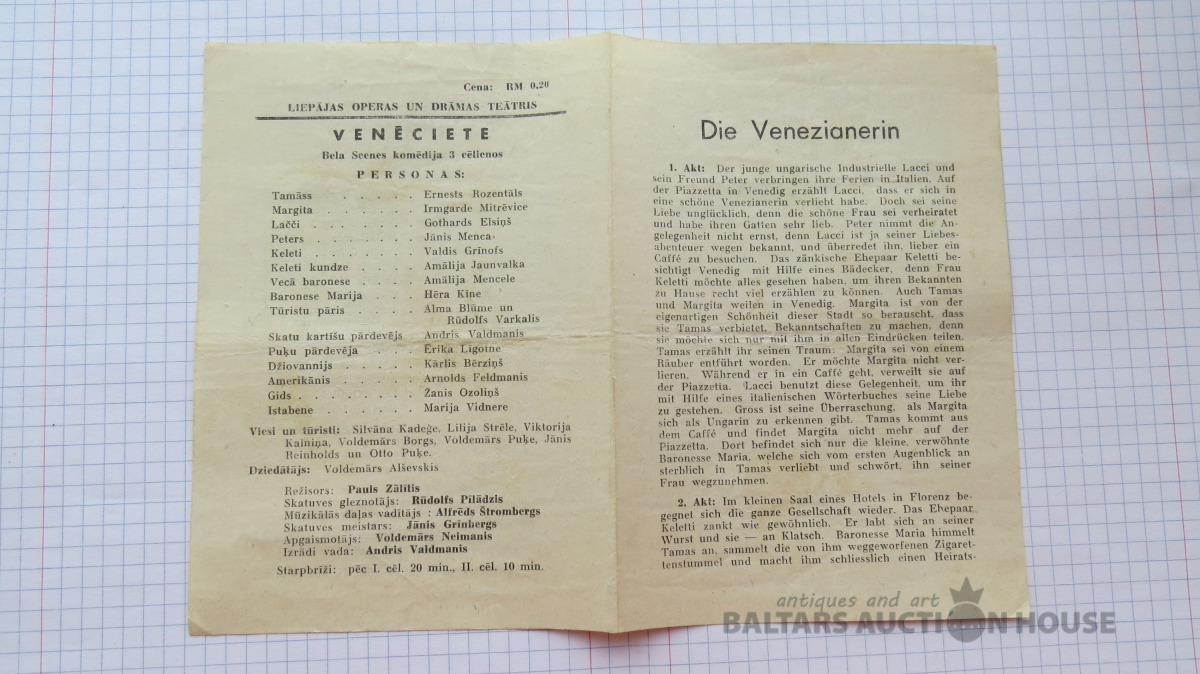 Cena: RM 0,20
LIEPĀJAS OPERAS UN DRĀMAS TEĀTRIS
VENĒCIETE
Bela Scenes komēdija 3 cēlienos
PERSONAS:
Tamāss . . . . . Ernests Rozentāls
Margita . . . . . . Irmgarde Mitrēvice
Lačči . . . . . . . Gothards Elsiņš
Peters . . . . . . . Jānis Menca
Keleti . . . . . . . Valdis Grīnofs
Keleti kundze . . . . Amālija Jaunvalka
Vecā baronese . . . . Amālija Mencele
Baronese Marija . . . Hēra Ķīne
Tūristu pāris . . . . Alma Blūme un
Rūdolfs Varkalis
Skatu kartīšu pārdevējs Andris Valdmanis
Puķu pārdevēja . . . Ērika Ligotne
Džiovannijs . . . . . Kārlis Bērziņš
Amerikānis . . . . . Arnolds Feldmanis
Gids . . . . . . . . Žanis Ozoliņš
Istabene . . . . . . Marija Vidnere
Viesi un tūristi: Silvāna Kadeģe, Lilija Strēle, Viktorija
Kalniņa, Voldemārs Borgs, Voldemārs Puķe, Jānis
Reinholds un Otto Puķe.
Dziedātājs: Voldemārs Alševskis
Režisors: Pauls Zālītis
Skatuves gleznotājs: Rūdolfs Pilādzis
Mūzikālās daļas vadītājs : Alfrēds Štrombergs
Skatuves meistars: Jānis Grīnbergs
Apgaismotājs: Voldemārs Neimanis
Izrādi vada: Andris Valdmanis
Starpbrīži: pēc I. cēl. 20 min., II. cēl. 10 min.
Die Venezianerin
1. Akt: Der junge ungarische Industrielle Lacci und
sein Freund Peter verbringen ihre Ferien in Italien. Auf
der Piazzetta in Venedig erzählt Lacci, dass er sich in
eine schöne Venezianerin verliebt habe. Doch sei seine
Liebe unglücklich, denn die schöne Frau sei verheiratet
und habe ihren Gatten sehr lieb. Peter nimmt die An-
gelegenheit nicht ernst, denn Lacci ist ja seiner Liebes-
abenteuer wegen bekannt, und überredet ihn, lieber ein
Caffé zu besuchen. Das zänkische Ehepaar Keletti be-
sichtigt Venedig mit Hilfe eines Bädecker, denn Frau
Keletti möchte alles gesehen haben, um ihren Bekannten
zu Hause recht viel erzählen zu können. Auch Tamas
und Margita weilen in Venedig. Margita ist von der
eigenartigen Schönheit dieser Stadt so berauscht, dass
sie Tamas verbietet, Bekanntschaften zu machen, denn
sie möchte sich nur mit ihm in allen Eindrücken teilen.
Tamas erzählt ihr seinen Traum: Margita sei von einem
Räuber entführt worden. Er möchte Margita nicht ver-
lieren. Während er in ein Caffé geht, verweilt sie auf
der Piazzetta. Lacci benutzt diese Gelegenheit, um ihr
mit Hilfe eines italienischen Wörterbuches seine Liebe
zu gestehen. Gross ist seine Überraschung, als Margita
sich als Ungarin zu erkennen gibt. Tamas kommt aus
dem Caffé und findet Margita nicht mehr auf der
Piazzetta. Dort befindet sich nur die kleine, verwöhnte
Baronesse Maria, welche sich vom ersten Augenblick an
sterblich in Tamas verliebt und schwört, ihn seiner
Frau wegzunehmen.
2. Akt: Im kleinen Saal eines Hotels in Florenz be-
gegnet sich die ganze Gesellschaft wieder. Das Ehepaar
Keletti zankt wie gewöhnlich. Er labt sich an seiner
Wurst und sie — an Klatsch. Baronesse Maria himmelt
Tamas an, sammelt die von ihm weggeworfenen Zigaret-
tenstummel und macht ihm schliesslich einen Heirats-
antiques and art
BALTARS AUCTION HOUSE